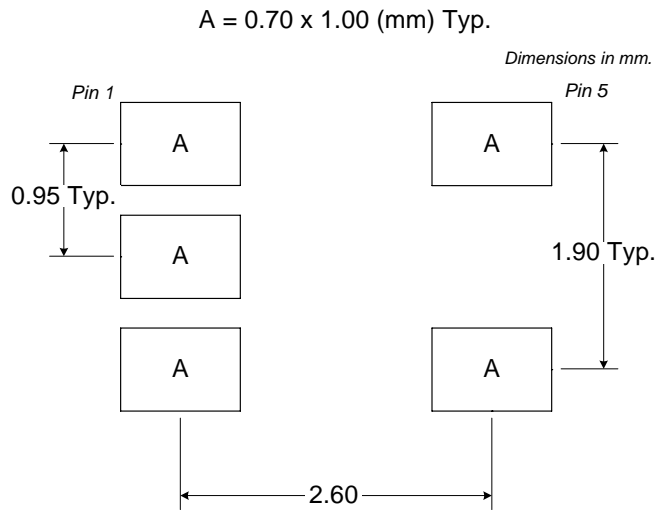 A = 0.70 x 1.00 (mm) Typ.
Dimensions in mm.
Pin 1
Pin 5
A
A
0.95 Typ.
A
1.90 Typ.
A
A
2.60